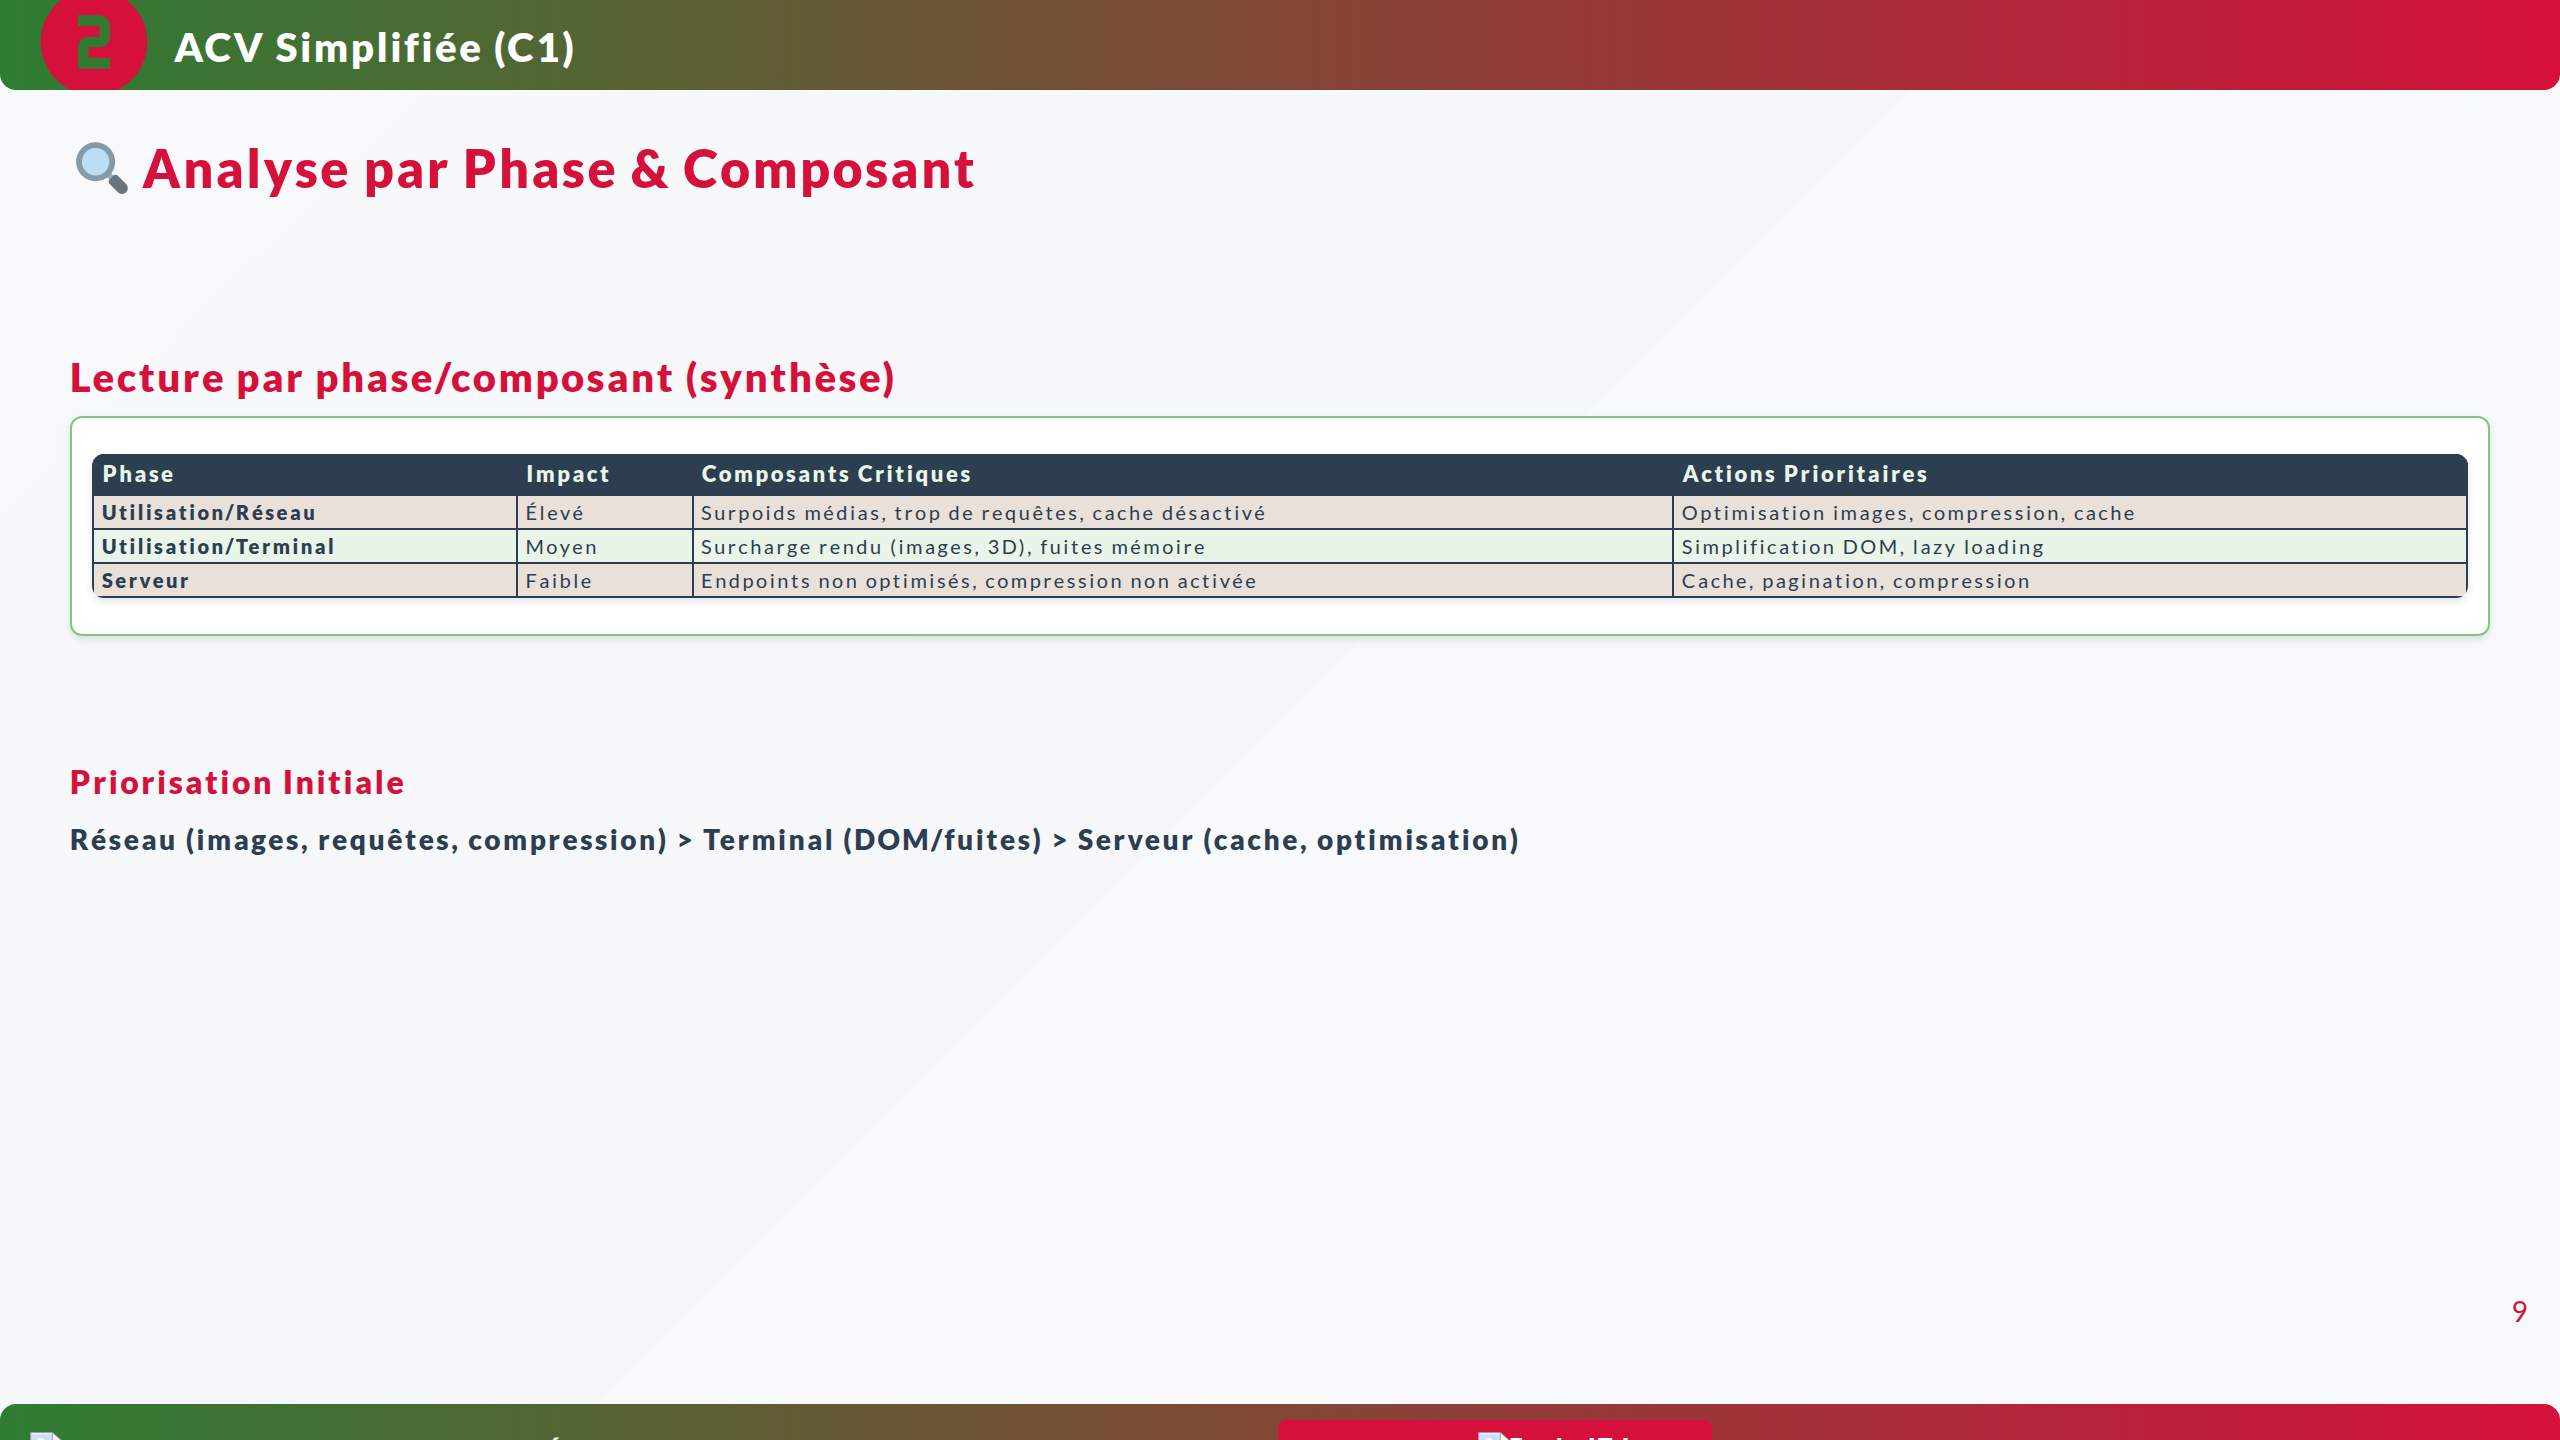 2
ACV Simplifiée (C1)
Analyse par Phase & Composant
Lecture par phase/composant (synthèse)
Phase Impact Composants Critiques Actions Prioritaires
Utilisation/Réseau Élevé Surpoids médias, trop de requêtes, cache désactivé Optimisation images, compression, cache
Utilisation/Terminal Moyen Surcharge rendu (images, 3D), fuites mémoire Simplification DOM, lazy loading
Serveur Faible Endpoints non optimisés, compression non activée Cache, pagination, compression
Priorisation Initiale
Réseau (images, requêtes, compression) > Terminal (DOM/fuites) > Serveur (cache, optimisation)
9